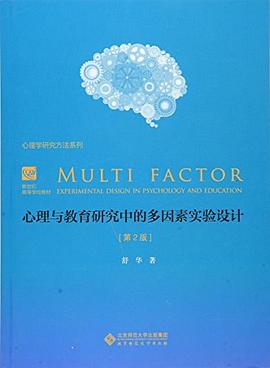 心理学研究方法系列
新世纪
高等学校教材
MULTI FACTOR
EXPERIMENTAL DESIGN IN PSYCHOLOGY AND EDUCATION
心理与教育研究中的多因素实验设计
[第2版]
舒 华 著
北京师范大学出版集团
北京师范大学出版社